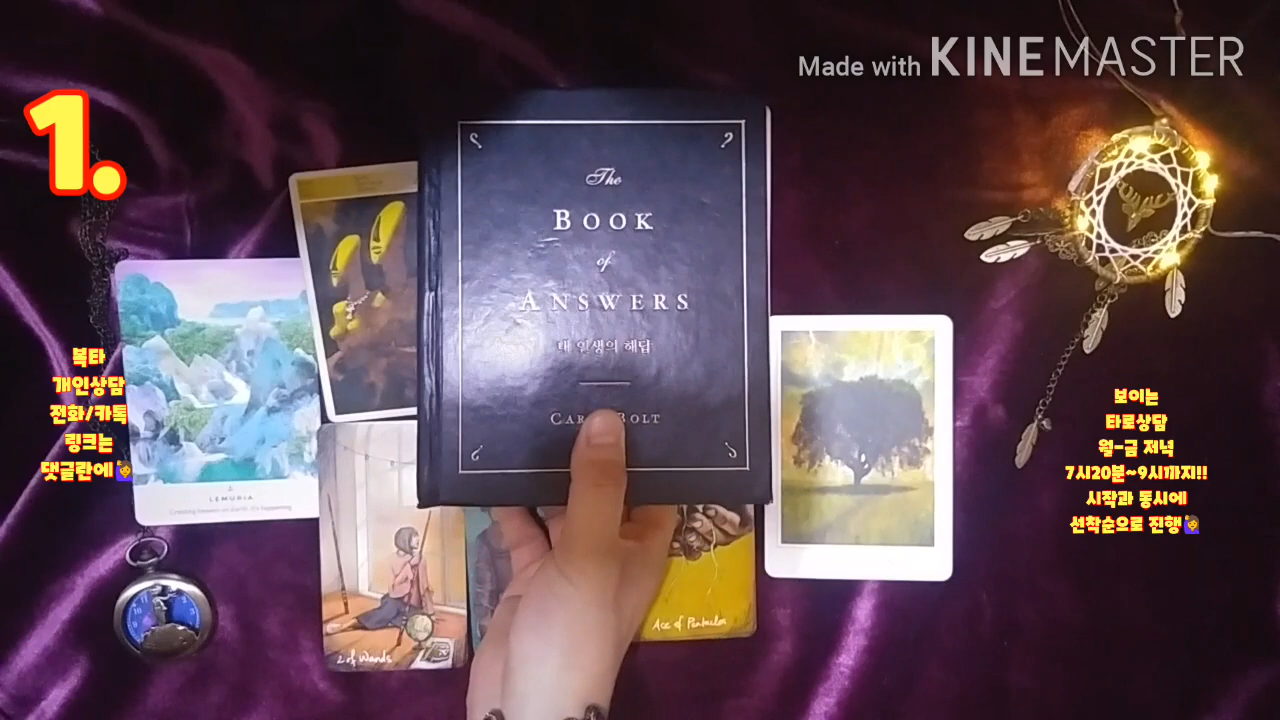 Made with KINEMASTER
1.
The
BOOK
of
ANSWERS
내 인생의 해답
LEMURIA
2 of Wands
Ace of Pentacles
복타
개인상담
전화/카톡
링크는
댓글란에🙋‍♀️
보이는
타로상담
월-금 저녁
7시20분~9시까지!!
시작과 동시에
선착순으로 진행🙋‍♀️